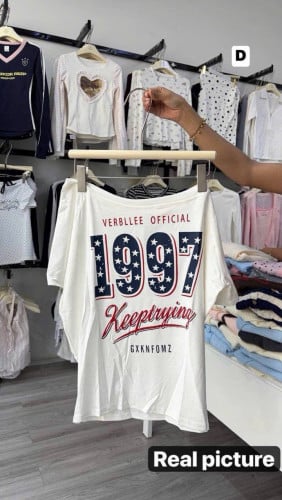 D
VERBLLEE OFFICIAL
1997
Keeptrying
GXKNFOMZ
Real picture